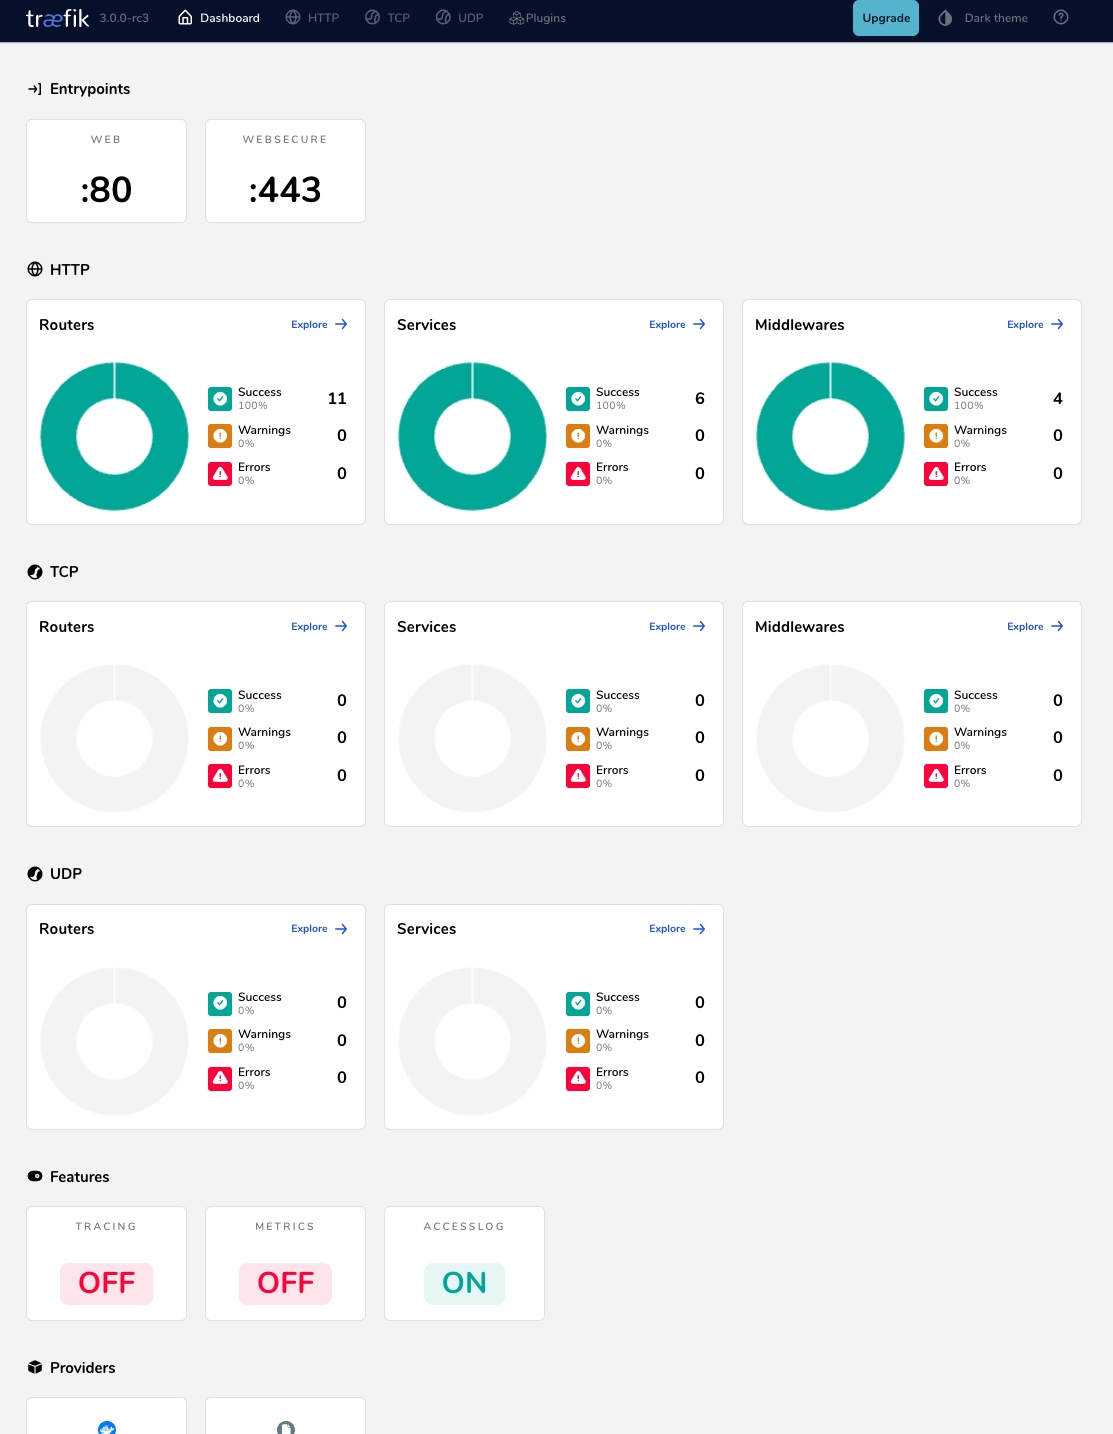 træfik 3.0.0-rc3 Dashboard HTTP TCP UDP Plugins Upgrade Dark theme
Entrypoints
WEB WEBSECURE
:80 :443
HTTP
Routers Explore Services Explore Middlewares Explore
Success 11 Success 6 Success 4
100% 100% 100%
Warnings 0 Warnings 0 Warnings 0
0% 0% 0%
Errors 0 Errors 0 Errors 0
0% 0% 0%
TCP
Routers Explore Services Explore Middlewares Explore
Success 0 Success 0 Success 0
0% 0% 0%
Warnings 0 Warnings 0 Warnings 0
0% 0% 0%
Errors 0 Errors 0 Errors 0
0% 0% 0%
UDP
Routers Explore Services Explore
Success 0 Success 0
0% 0%
Warnings 0 Warnings 0
0% 0%
Errors 0 Errors 0
0% 0%
Features
TRACING METRICS ACCESSLOG
OFF OFF ON
Providers